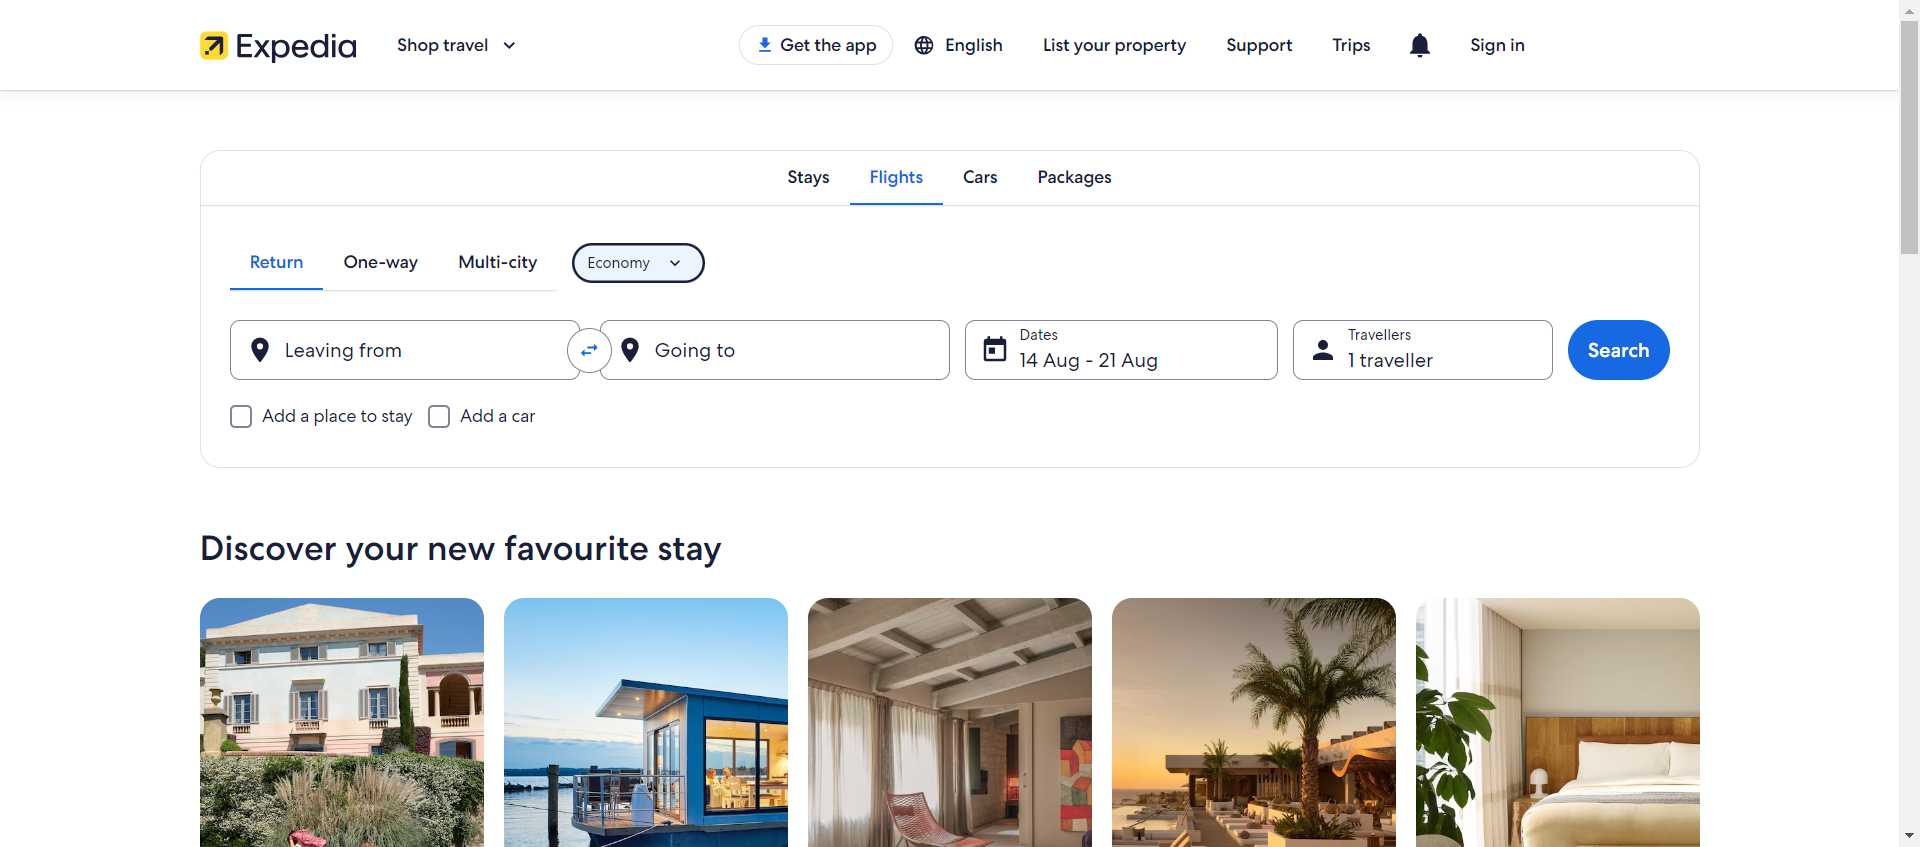 Expedia
Shop travel
Get the app
English
List your property
Support
Trips
Sign in
Stays
Flights
Cars
Packages
Return
One-way
Multi-city
Economy
Leaving from
Going to
Dates
14 Aug - 21 Aug
Travellers
1 traveller
Search
Add a place to stay
Add a car
Discover your new favourite stay